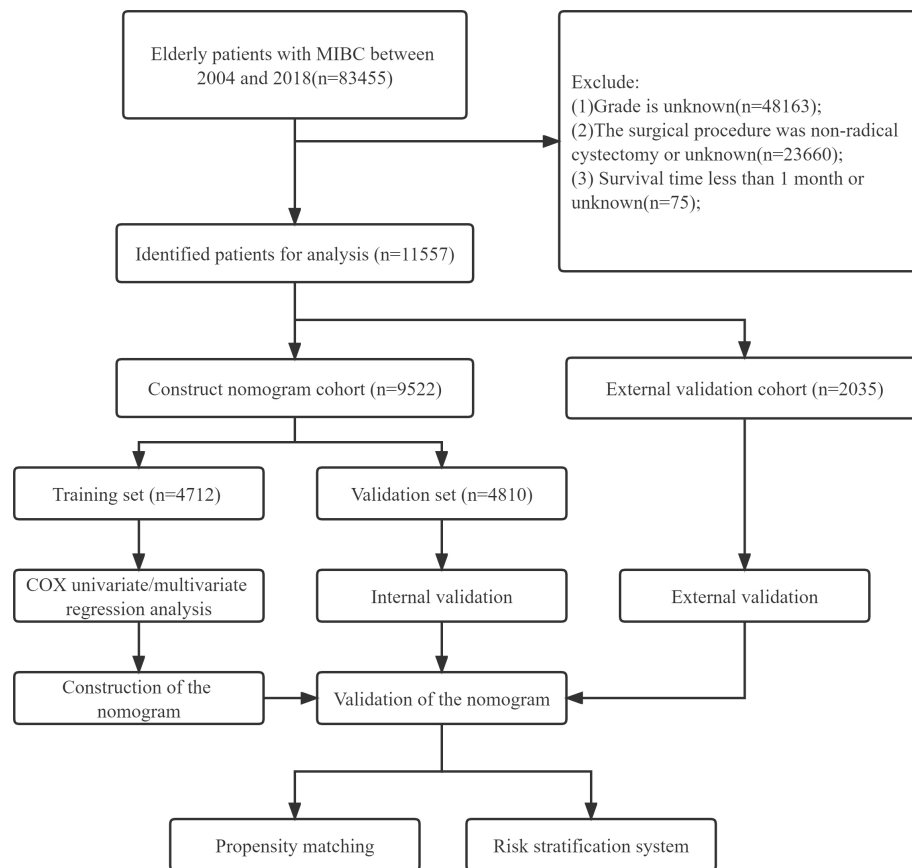 Elderly patients with MIBC between
2004 and 2018(n=83455)
Exclude:
(1)Grade is unknown(n=48163);
(2)The surgical procedure was non-radical
cystectomy or unknown(n=23660);
(3) Survival time less than 1 month or
unknown(n=75);
Identified patients for analysis (n=11557)
Construct nomogram cohort (n=9522)
External validation cohort (n=2035)
Training set (n=4712)
Validation set (n=4810)
COX univariate/multivariate
regression analysis
Internal validation
External validation
Construction of the
nomogram
Validation of the nomogram
Propensity matching
Risk stratification system